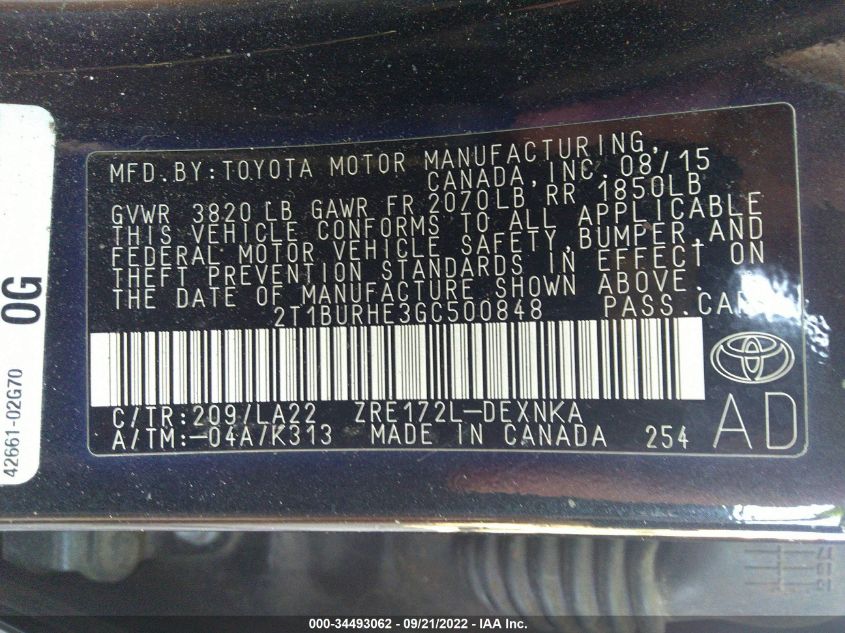 MFD.BY:TOYOTA MOTOR MANUFACTURING,
CANADA,INC.08/15
GVWR 3820 LB GAWR FR 2070LB RR 1850LB
THIS VEHICLE CONFORMS TO ALL APPLICABLE
FEDERAL MOTOR VEHICLE SAFETY,BUMPER,AND
THEFT PREVENTION STANDARDS IN EFFECT ON
THE DATE OF MANUFACTURE SHOWN ABOVE.
2T1BURHE3GC500848 PASS.CAR
C/TR:209/LA22 ZRE172L-DEXNKA
A/TM:-04A/K313 MADE IN CANADA 254
AD
0G
42661-02G70
000-34493062 - 09/21/2022 - IAA Inc.